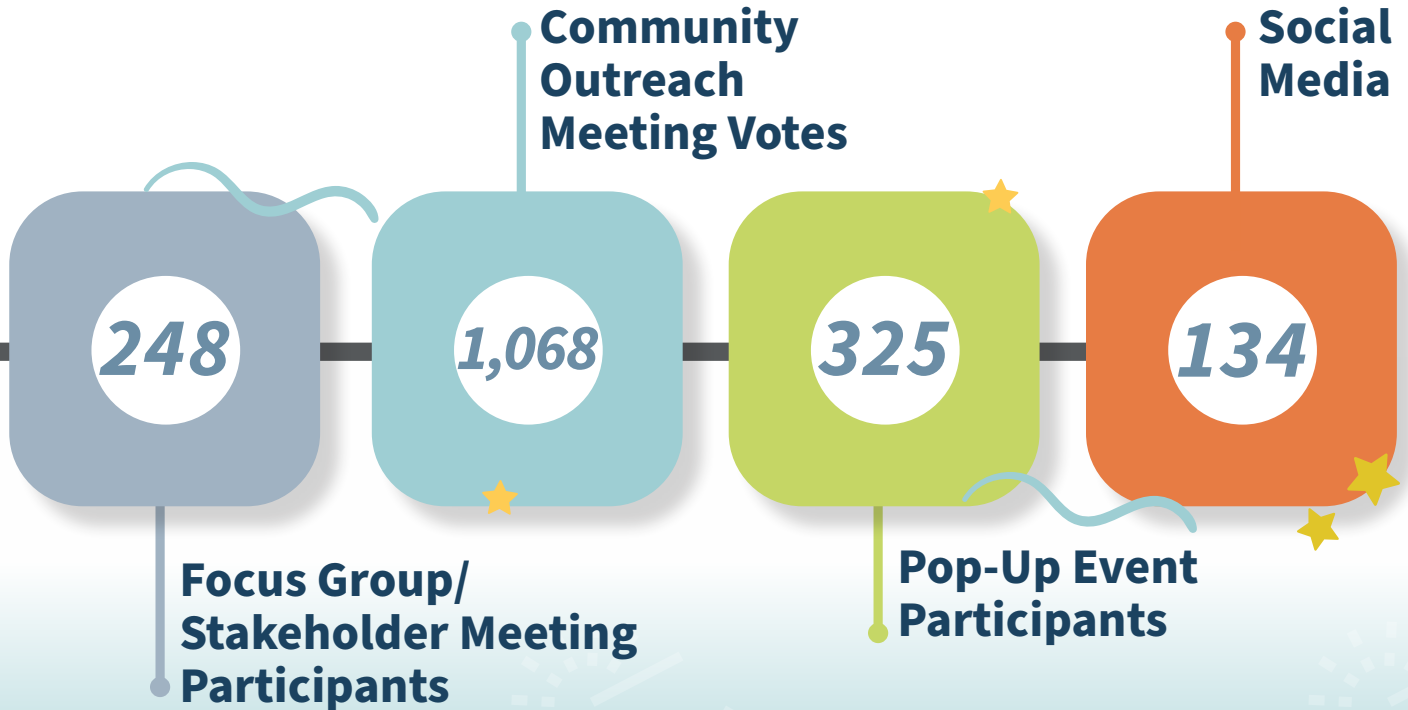 Community
Outreach
Meeting Votes
Social
Media
248
1,068
325
134
Focus Group/
Stakeholder Meeting
Participants
Pop-Up Event
Participants